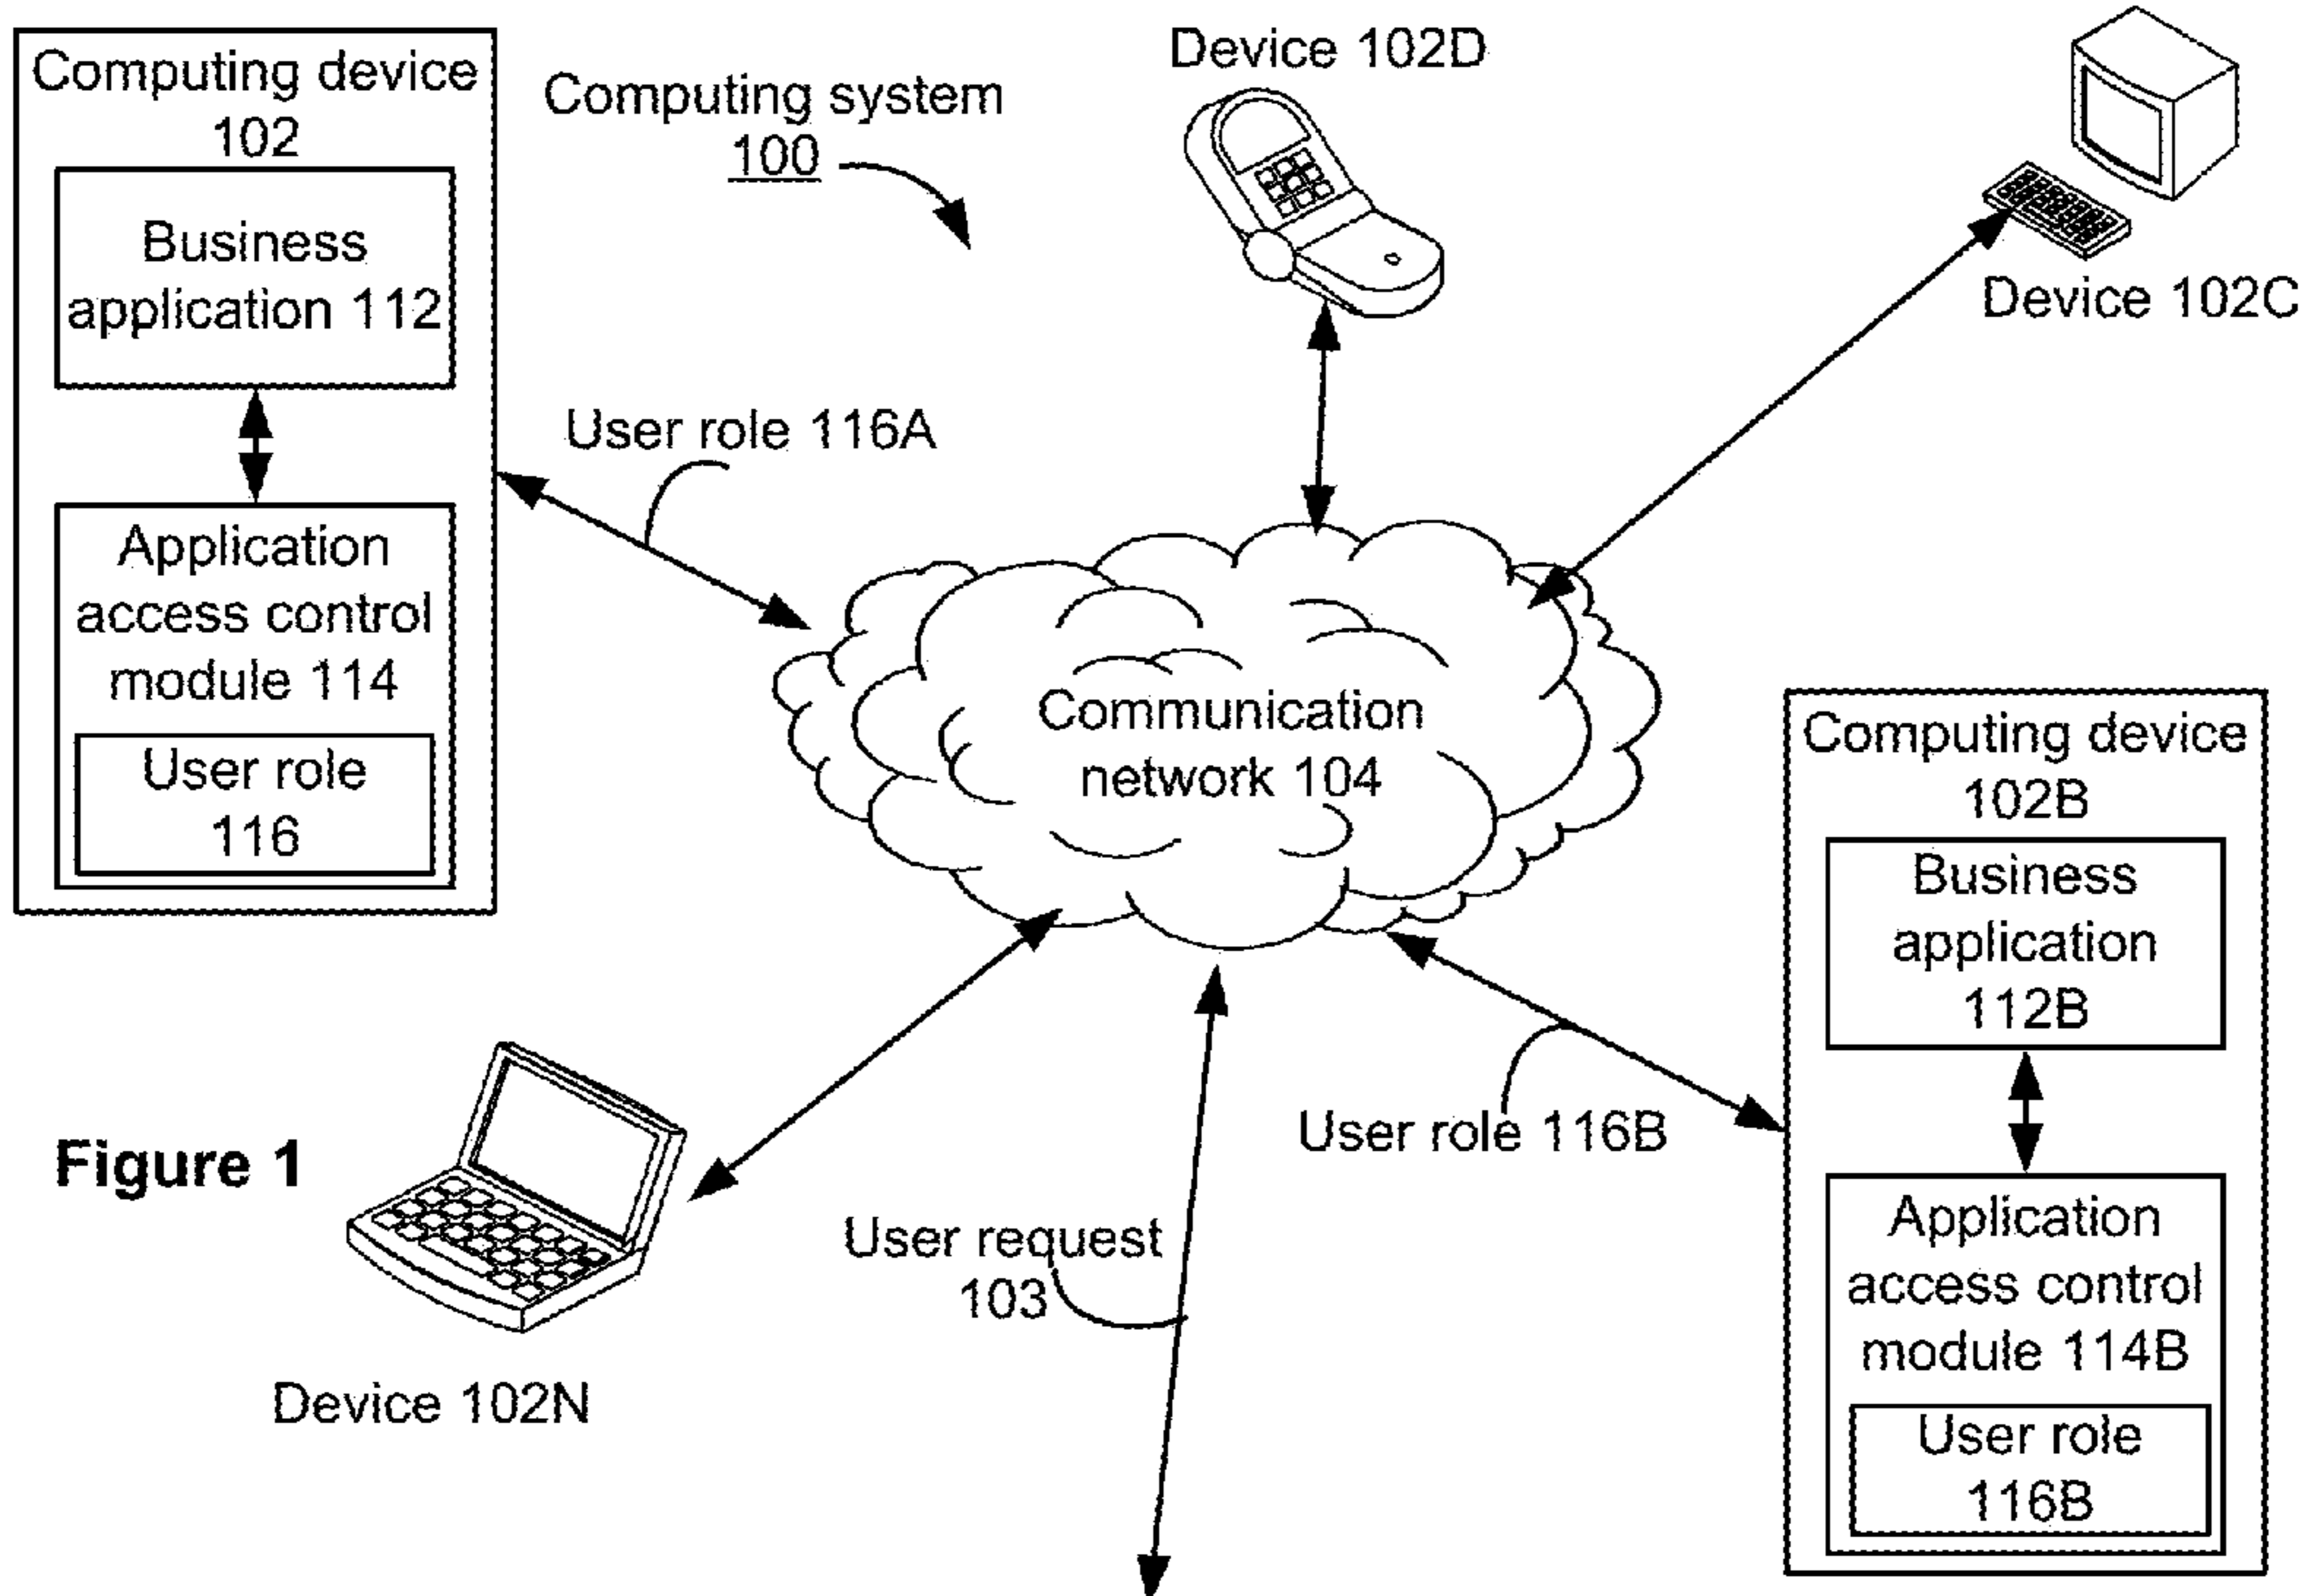 Computing device
102
Business
application 112
Application
access control
module 114
User role
116
Computing system
100
Device 102D
Device 102C
User role 116A
Communication
network 104
Computing device
102B
Business
application
112B
Application
access control
module 114B
User role
116B
User role 116B
User request
103
Figure 1
Device 102N